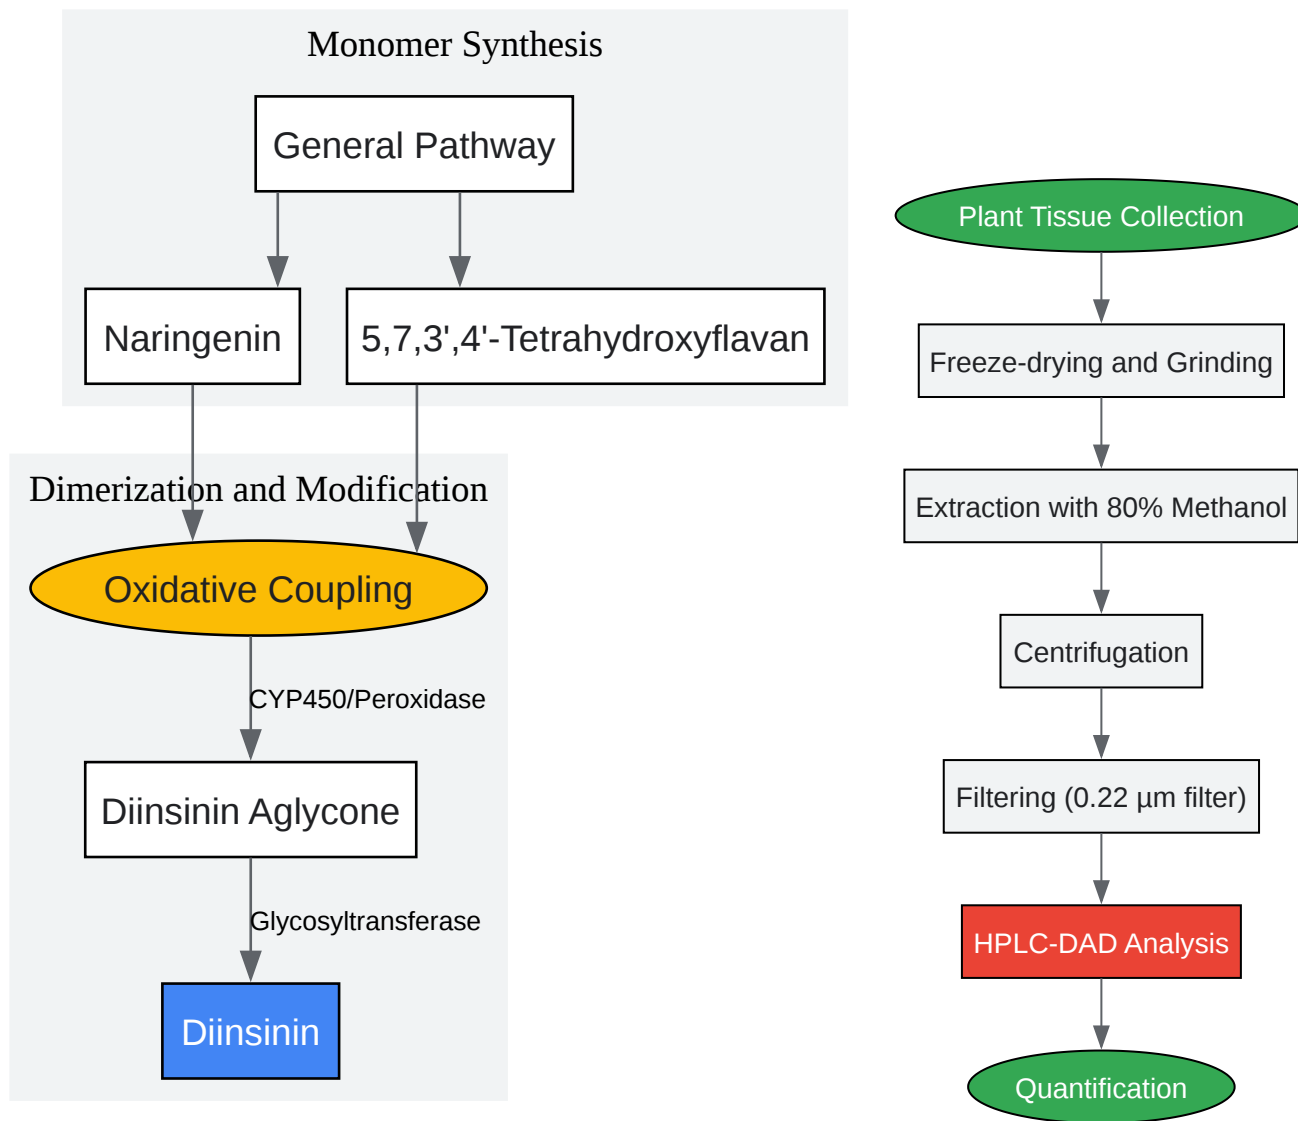 Monomer Synthesis
General Pathway
Naringenin
5,7,3',4'-Tetrahydroxyflavan
Dimerization and Modification
Oxidative Coupling
CYP450/Peroxidase
Diinsinin Aglycone
Glycosyltransferase
Diinsinin
Plant Tissue Collection
Freeze-drying and Grinding
Extraction with 80% Methanol
Centrifugation
Filtering (0.22 µm filter)
HPLC-DAD Analysis
Quantification